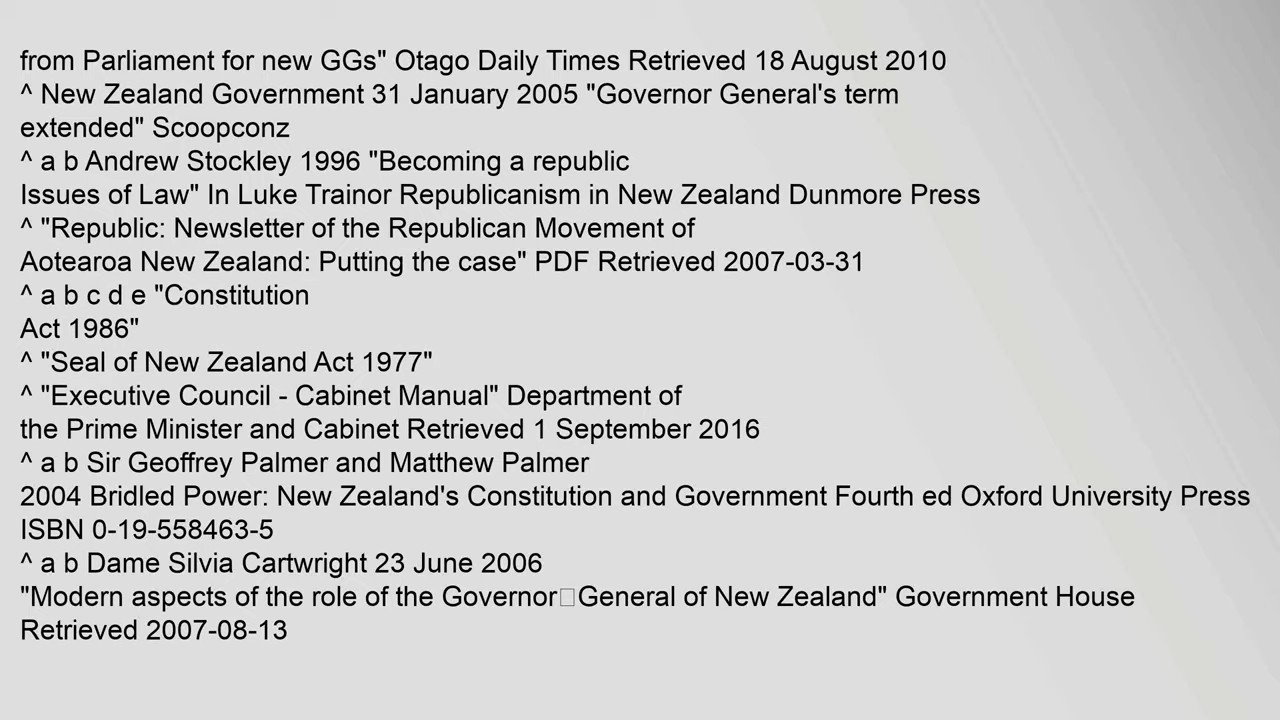 from Parliament for new GGs" Otago Daily Times Retrieved 18 August 2010
^ New Zealand Government 31 January 2005 "Governor General's term
extended" Scoopconz
^ a b Andrew Stockley 1996 "Becoming a republic
Issues of Law" In Luke Trainor Republicanism in New Zealand Dunmore Press
^ "Republic: Newsletter of the Republican Movement of
Aotearoa New Zealand: Putting the case" PDF Retrieved 2007-03-31
^ a b c d e "Constitution
Act 1986"
^ "Seal of New Zealand Act 1977"
^ "Executive Council - Cabinet Manual" Department of
the Prime Minister and Cabinet Retrieved 1 September 2016
^ a b Sir Geoffrey Palmer and Matthew Palmer
2004 Bridled Power: New Zealand's Constitution and Government Fourth ed Oxford University Press
ISBN 0-19-558463-5
^ a b Dame Silvia Cartwright 23 June 2006
"Modern aspects of the role of the Governor□General of New Zealand" Government House
Retrieved 2007-08-13